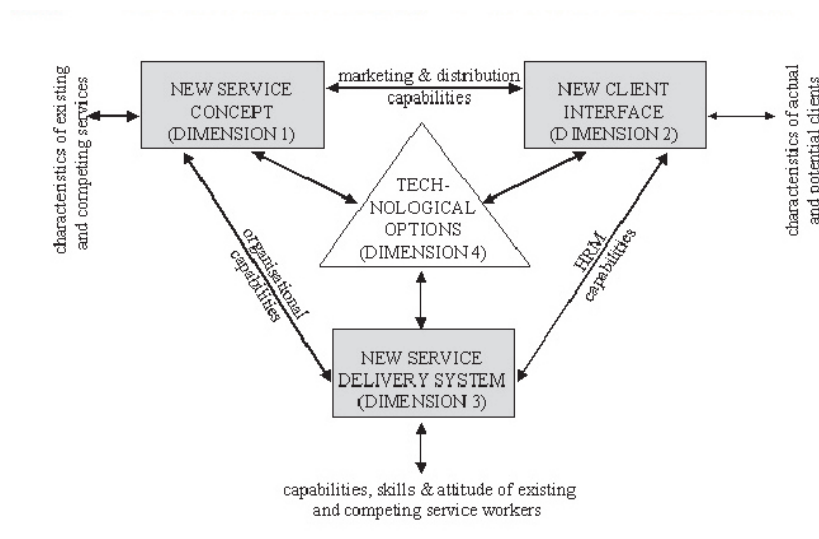 characteristics of existing
and competing services
NEW SERVICE
CONCEPT
(DIMENSION 1)
marketing & distribution
capabilities
NEW CLIENT
INTERFACE
(DIMENSION 2)
characteristics of actual
and potential clients
TECH-
NOLOGICAL
OPTIONS
(DIMENSION 4)
organisational
capabilities
HRM
capabilities
NEW SERVICE
DELIVERY SYSTEM
(DIMENSION 3)
capabilities, skills & attitude of existing
and competing service workers